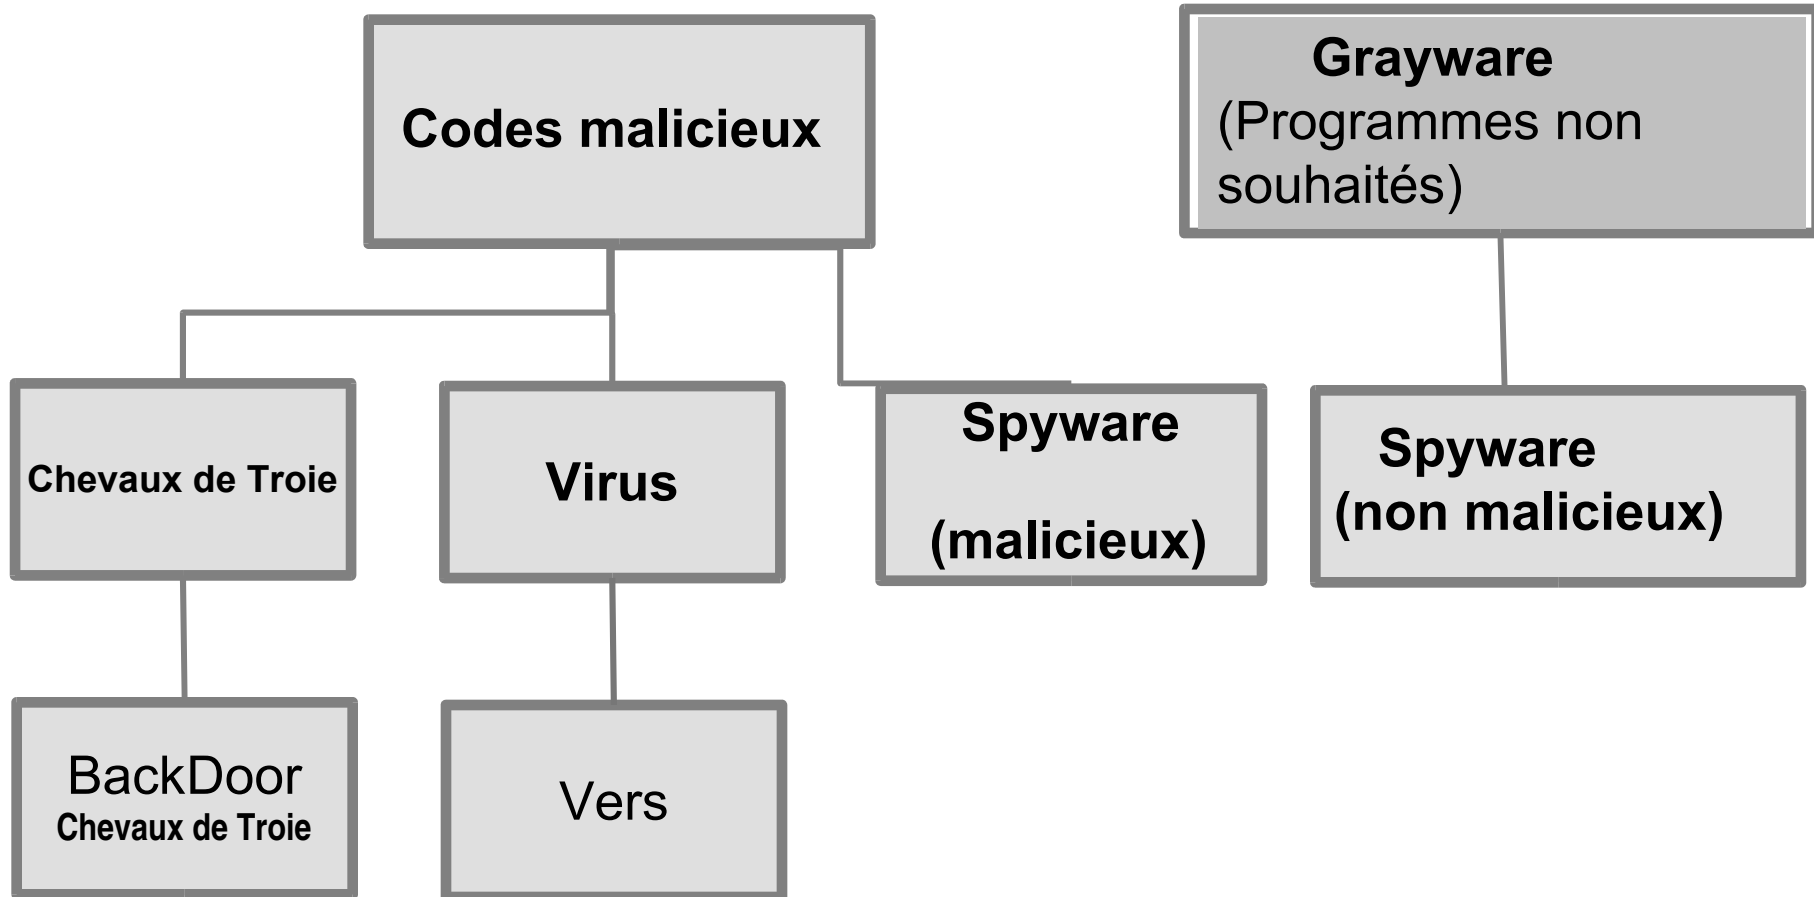 Codes malicieux
Grayware
(Programmes non
souhaités)
Chevaux de Troie
Virus
Spyware
(malicieux)
Spyware
(non malicieux)
BackDoor
Chevaux de Troie
Vers